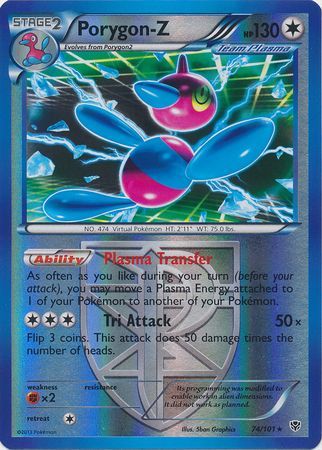 STAGE2
Porygon-Z
HP130
Evolves from Porygon2
Team Plasma
NO. 474 Virtual Pokémon HT: 2'11" WT: 75.0 lbs.
Ability Plasma Transfer
As often as you like during your turn (before your
attack), you may move a Plasma Energy attached to
1 of your Pokémon to another of your Pokémon.
Tri Attack 50×
Flip 3 coins. This attack does 50 damage times the
number of heads.
weakness resistance
×2
retreat
Its programming was modified to
enable work in alien dimensions.
It did not work as planned.
©2013 Pokémon
Illus. 5ban Graphics
74/101 ★